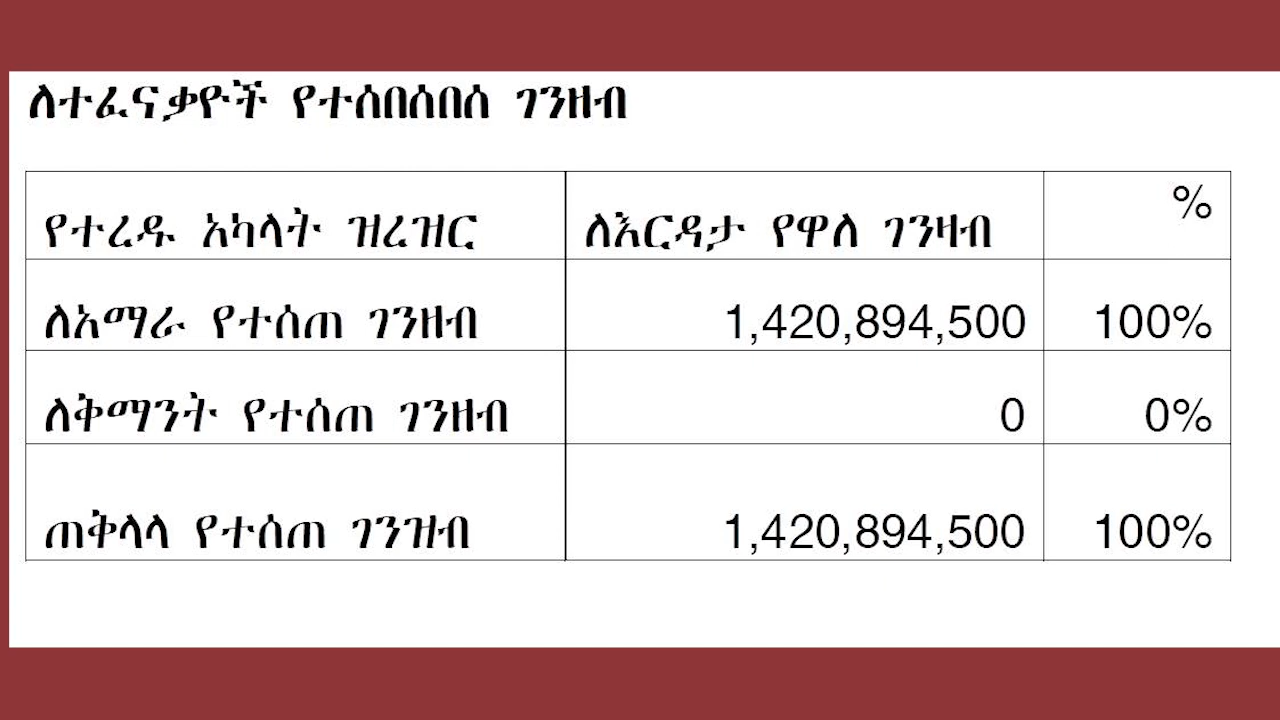 ለተፈናቃዮች የተሰበሰበሰ ገንዘብ
የተረዱ አካላት ዝረዝር ለእርዳታ የዋለ ገንዛብ %
ለአማራ የተሰጠ ገንዘብ 1,420,894,500 100%
ለቅማንት የተሰጠ ገንዘብ 0 0%
ጠቅላላ የተሰጠ ገንዝብ 1,420,894,500 100%